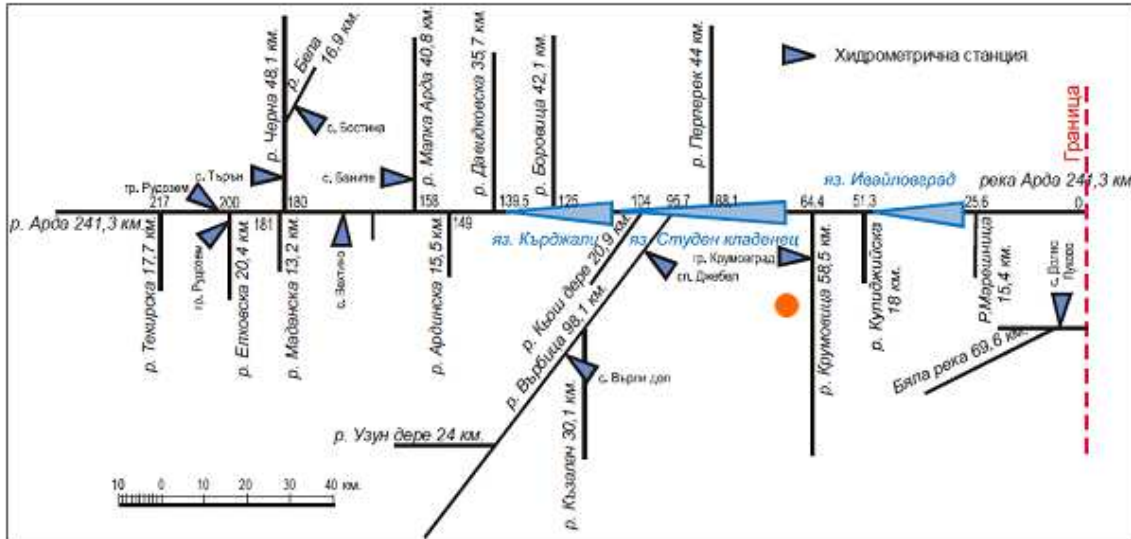 Хидрометрична станция
р. Черна 48,1 км.
р. Бяла
16,9 км.
р. Малка Арда 40,8 км.
р. Давидковска 35,7 км.
р. Боровица 42,1 км.
р. Перперек 44 км.
Граница
с. Бостина
с. Търън
с. Баните
гр. Рудозем
яз. Ивайловград
река Арда 241,3 км.
217
200
181
180
158
149
139,5
125
104
95,7
88,1
64,4
51,3
25,6
0
р. Арда 241,3 км.
яз. Кърджали
яз. Студен кладенец
гр. Крумовград
сп. Джебел
гр. Рудозем
с. Вехтино
р. Темирска 17,7 км.
р. Елховска 20,4 км.
р. Маданска 13,2 км.
р. Ардинска 15,5 км.
р. Кьош дере 20,9 км.
р. Върбица 98,1 км.
р. Крумовица 58,5 км.
р. Кулиджийска
18 км.
Р.Марешница
15,4 км.
с. Долно
Луково
Бяла река 69,6 км.
с. Върли дол
р. Узун дере 24 км.
р. Къзалач 30,1 км.
10 0 10 20 30 40 км.